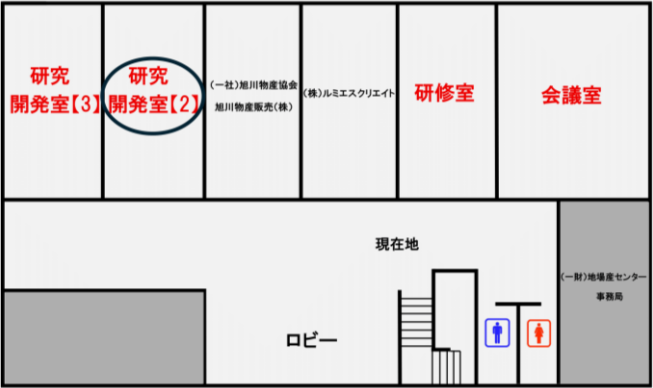 研究
開発室【3】
研究
開発室【2】
（一社）旭川物産協会
旭川物産販売（株）
（株）ルミエスクリエイト
研修室
会議室
現在地
（一財）地場産センター
事務局
ロビー